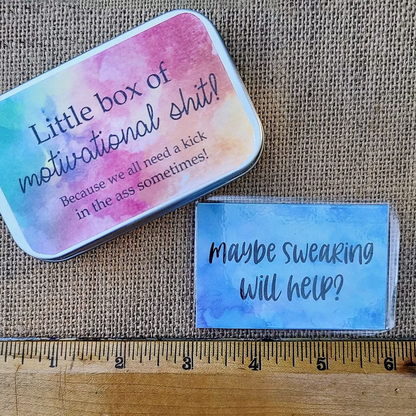 Little box of
motivational shit!
Because we all need a kick
in the ass sometimes!
Maybe swearing
will help?
1 2 3 4 5 6